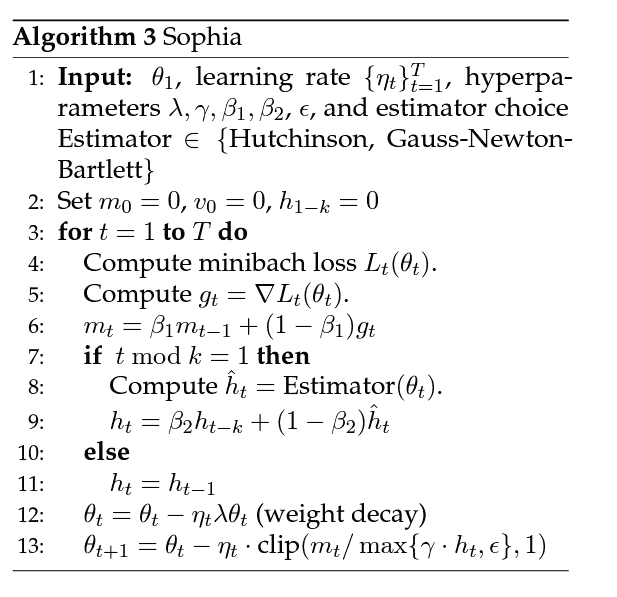 Algorithm 3 Sophia
1: Input: θ₁, learning rate {ηₜ}ᵀₜ₌₁, hyperpa-
rameters λ, γ, β₁, β₂, ϵ, and estimator choice
Estimator ∈ {Hutchinson, Gauss-Newton-
Bartlett}
2: Set m₀ = 0, v₀ = 0, h₁₋ₖ = 0
3: for t = 1 to T do
4: Compute minibach loss Lₜ(θₜ).
5: Compute gₜ = ∇Lₜ(θₜ).
6: mₜ = β₁mₜ₋₁ + (1 − β₁)gₜ
7: if t mod k = 1 then
8: Compute ĥₜ = Estimator(θₜ).
9: hₜ = β₂hₜ₋ₖ + (1 − β₂)ĥₜ
10: else
11: hₜ = hₜ₋₁
12: θₜ = θₜ − ηₜλθₜ (weight decay)
13: θₜ₊₁ = θₜ − ηₜ · clip(mₜ/ max{γ · hₜ, ϵ}, 1)